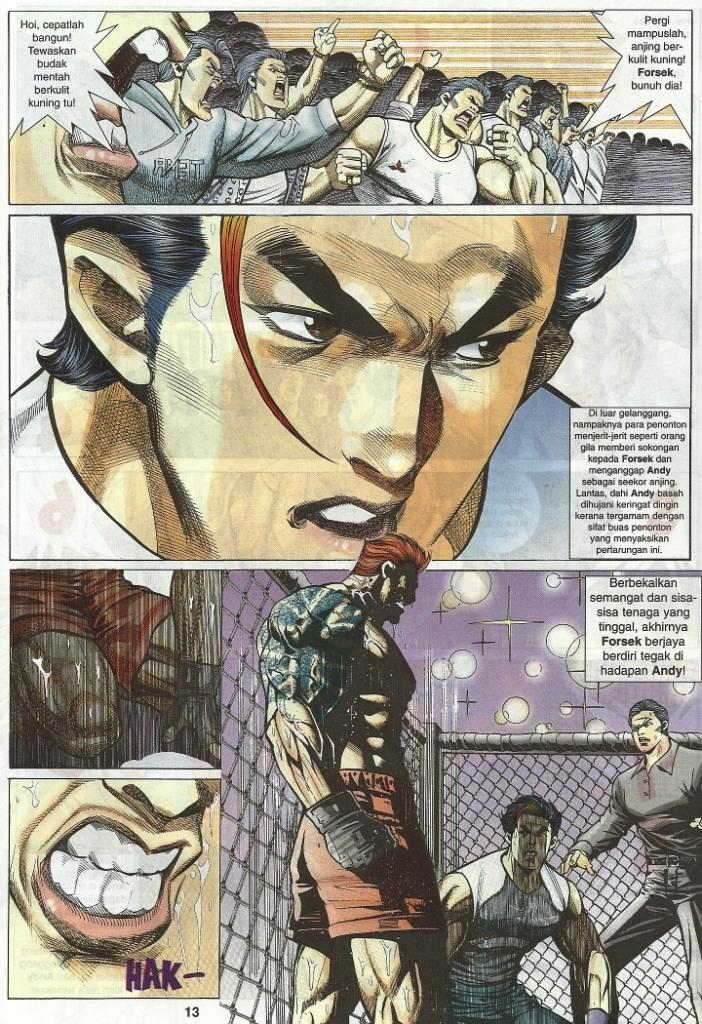 Hoi, cepatlah
bangun!
Tewaskan
budak
mentah
berkulit
kuning tu!
Pergi
mampuslah,
anjing ber-
kulit kuning!
Forsek,
bunuh dia!
Di luar gelanggang,
nampaknya para penonton
menjerit-jerit seperti orang
gila memberi sokongan
kepada Forsek dan
menganggap Andy
sebagai seekor anjing.
Lantas, dahi Andy basah
dihujani keringat dingin
kerana tergamam dengan
sifat buas penonton
yang menyaksikan
pertarungan ini.
Berbekalkan
semangat dan sisa-
sisa tenaga yang
tinggal, akhirnya
Forsek berjaya
berdiri tegak di
hadapan Andy!
HAK-
13